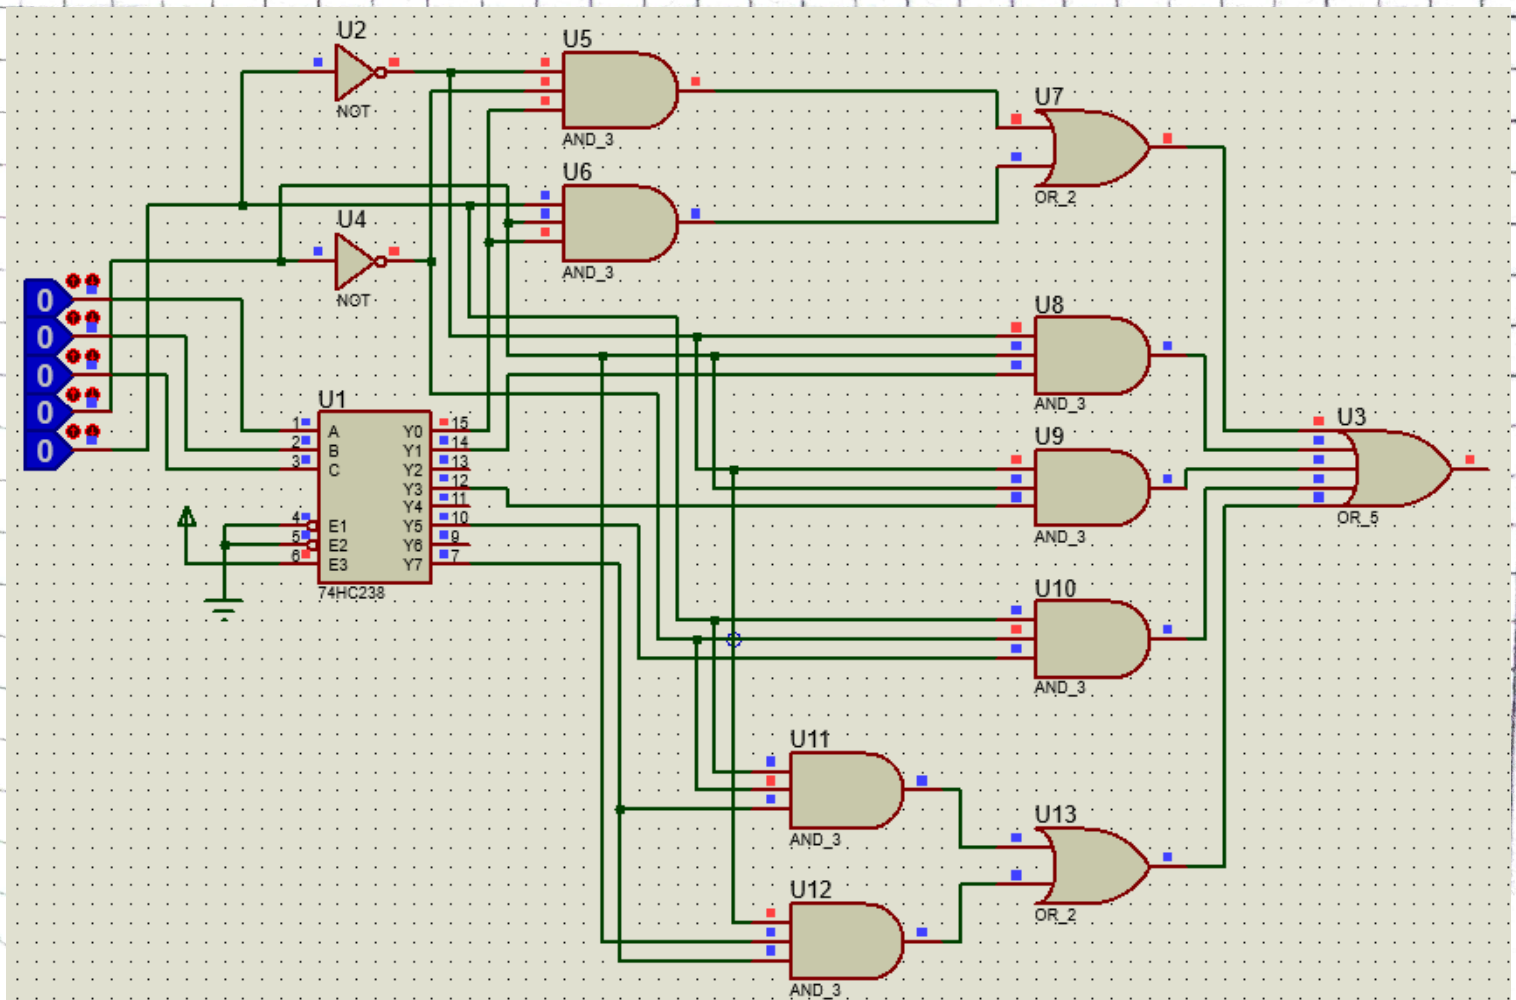 U2
NOT
U5
AND_3
U7
OR_2
U6
AND_3
U4
NOT
0
0
0
0
0
U8
AND_3
U1
1 A Y0 15
2 B Y1 14
3 C Y2 13
Y3 12
Y4 11
4 E1 Y5 10
5 E2 Y6 9
6 E3 Y7 7
74HC238
U9
AND_3
U3
OR_5
U10
AND_3
U11
AND_3
U13
OR_2
U12
AND_3